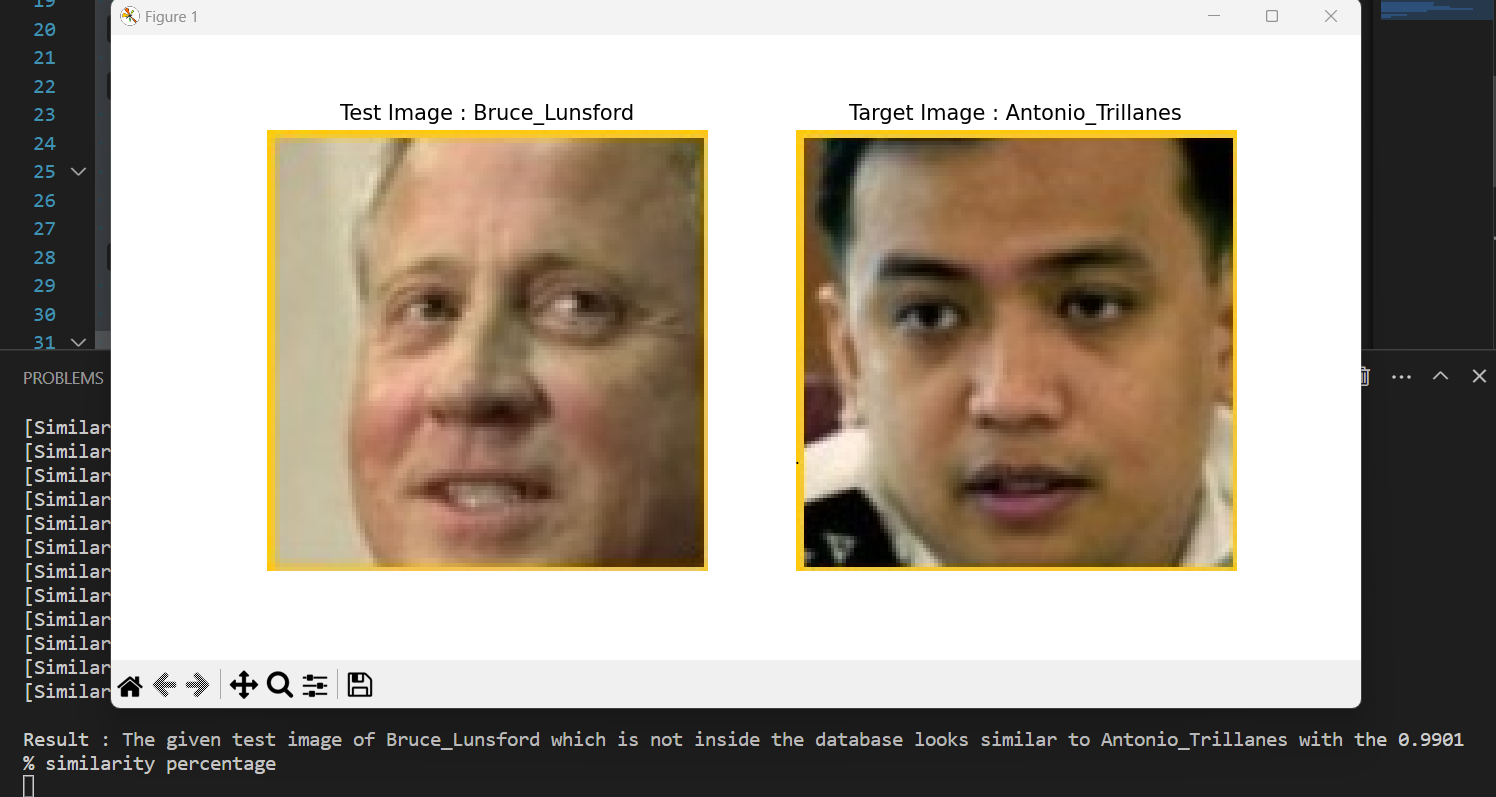 19
Figure 1
20
21
22
23
24
25
26
27
28
29
30
31
Test Image : Bruce_Lunsford
Target Image : Antonio_Trillanes
PROBLEMS
[Similar
[Similar
[Similar
[Similar
[Similar
[Similar
[Similar
[Similar
[Similar
[Similar
[Similar
[Similar
Result : The given test image of Bruce_Lunsford which is not inside the database looks similar to Antonio_Trillanes with the 0.9901
% similarity percentage